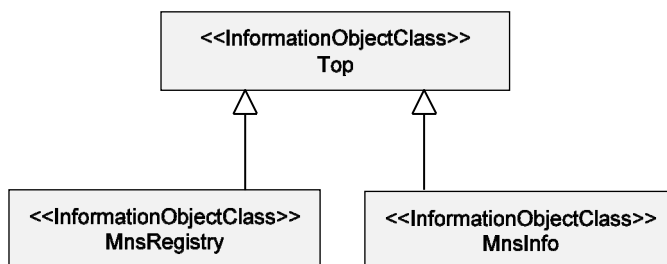 <<InformationObjectClass>>
Top
<<InformationObjectClass>>
MnsRegistry
<<InformationObjectClass>>
MnsInfo